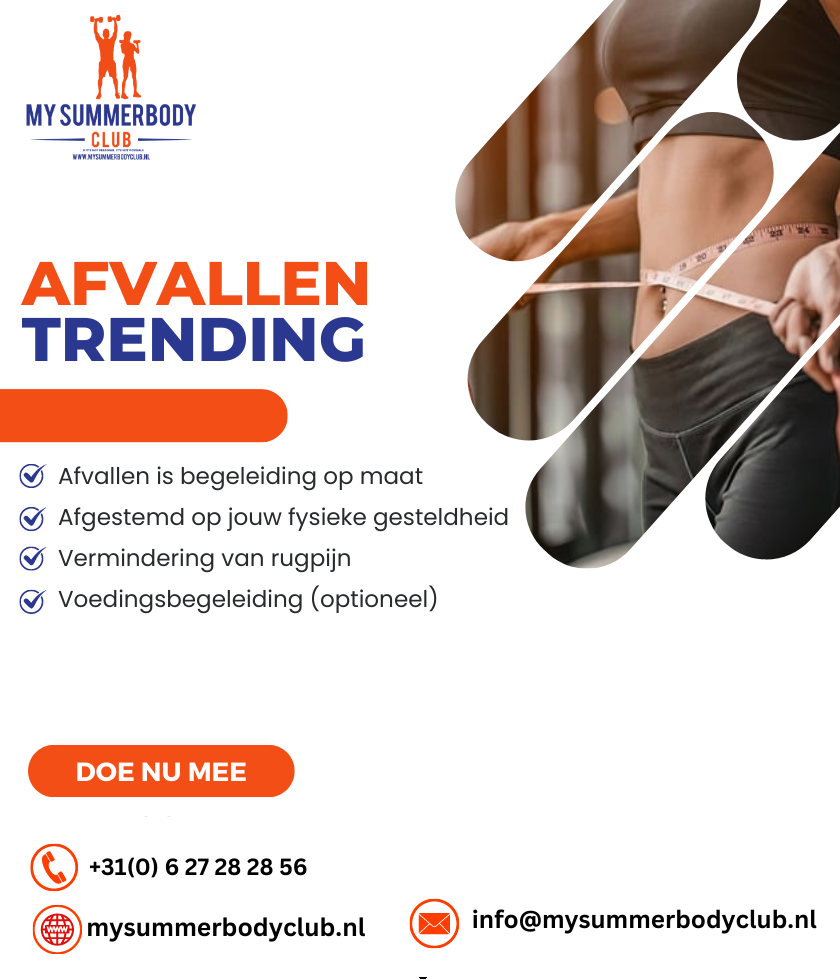 MY SUMMERBODY
CLUB
WWW.MYSUMMERBODYCLUB.NL
AFVALLEN
TRENDING
Afvallen is begeleiding op maat
Afgestemd op jouw fysieke gesteldheid
Vermindering van rugpijn
Voedingsbegeleiding (optioneel)
DOE NU MEE
+31(0) 6 27 28 28 56
www
mysummerbodyclub.nl
info@mysummerbodyclub.nl